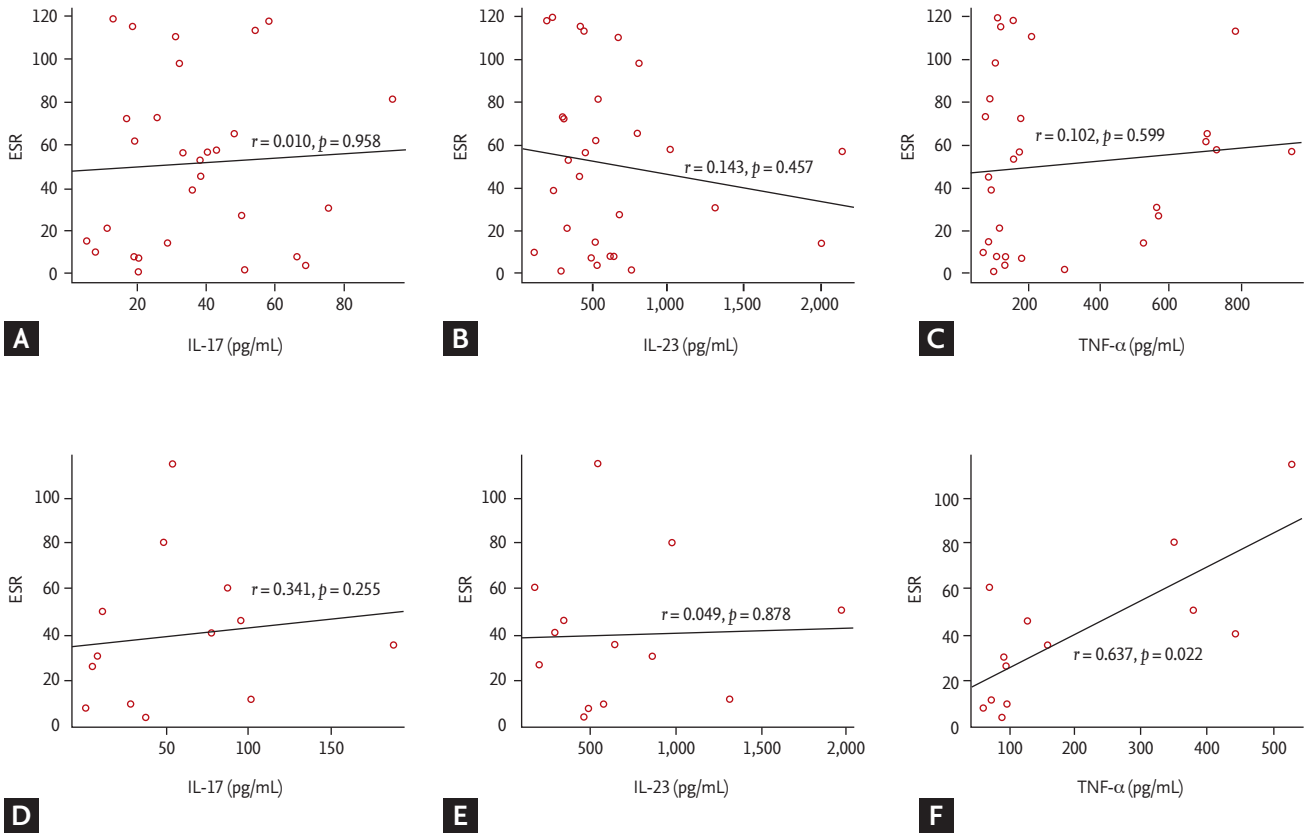 120
100
80
60
40
20
0
ESR
r = 0.010, p = 0.958
20 40 60 80
IL-17 (pg/mL)
A
120
100
80
60
40
20
0
ESR
r = 0.143, p = 0.457
500 1,000 1,500 2,000
IL-23 (pg/mL)
B
120
100
80
60
40
20
0
ESR
r = 0.102, p = 0.599
200 400 600 800
TNF-α (pg/mL)
C
100
80
60
40
20
0
ESR
r = 0.341, p = 0.255
50 100 150
IL-17 (pg/mL)
D
100
80
60
40
20
0
ESR
r = 0.049, p = 0.878
500 1,000 1,500 2,000
IL-23 (pg/mL)
E
100
80
60
40
20
0
ESR
r = 0.637, p = 0.022
100 200 300 400 500
TNF-α (pg/mL)
F